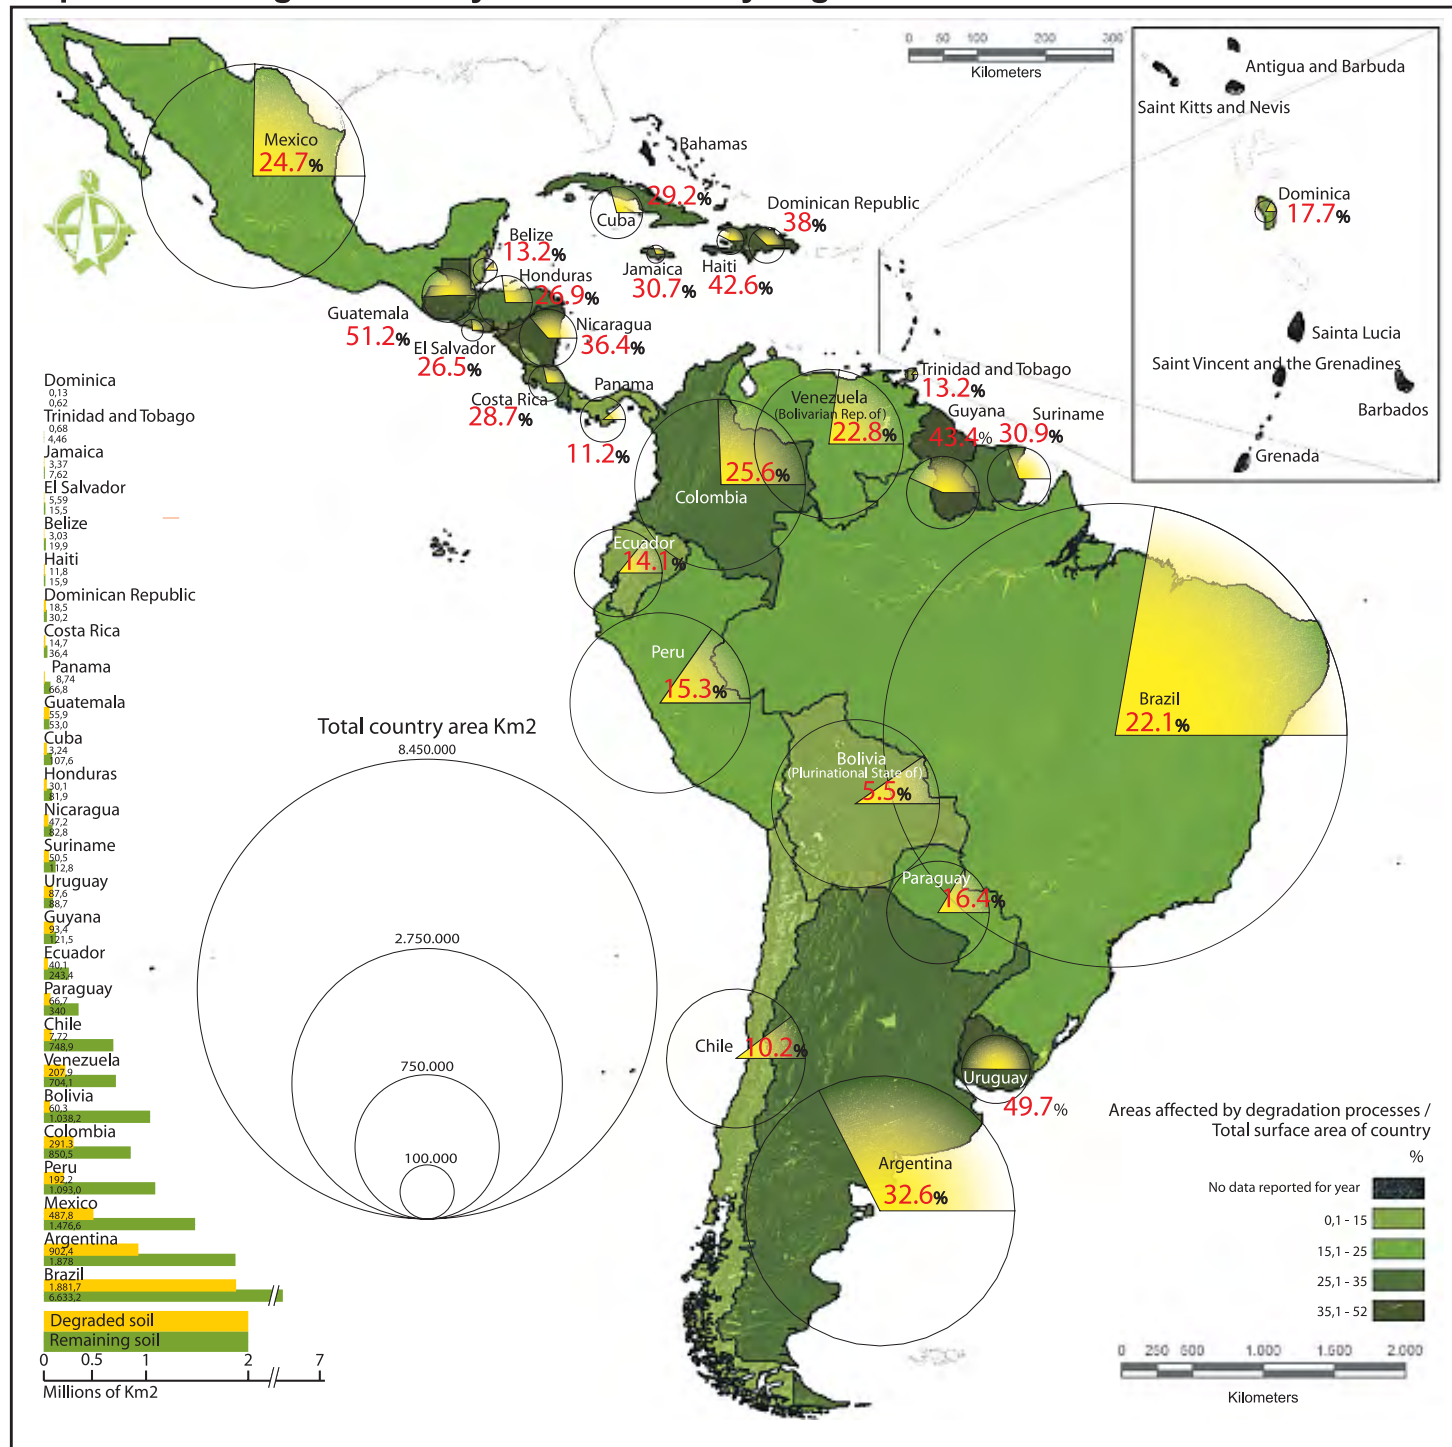 0 50 100 200 300
Kilometers
Antigua and Barbuda
Saint Kitts and Nevis
Dominica
17.7%
Sainta Lucia
Saint Vincent and the Grenadines
Barbados
Grenada
Mexico
24.7%
Bahamas
29.2%
Cuba
Dominican Republic
38%
Belize
13.2%
Jamaica
30.7%
Haiti
42.6%
Honduras
26.9%
Guatemala
51.2%
Nicaragua
36.4%
El Salvador
26.5%
Costa Rica
28.7%
Panama
11.2%
Trinidad and Tobago
13.2%
Venezuela
(Bolivarian Rep. of)
22.8%
Guyana
43.4%
Suriname
30.9%
25.6%
Colombia
Ecuador
14.1%
Peru
15.3%
Brazil
22.1%
Bolivia
(Plurinational State of)
5.5%
Paraguay
16.4%
Chile
10.2%
Uruguay
49.7%
Argentina
32.6%
Dominica
0,13
0,62
Trinidad and Tobago
0,68
4,46
Jamaica
3,37
7,62
El Salvador
5,59
15,5
Belize
3,03
19,9
Haiti
11,8
15,9
Dominican Republic
18,5
30,2
Costa Rica
14,7
36,4
Panama
8,74
66,8
Guatemala
55,9
53,0
Cuba
3,24
107,6
Honduras
30,1
81,9
Nicaragua
47,2
82,8
Suriname
50,5
112,8
Uruguay
87,6
88,7
Guyana
93,4
121,5
Ecuador
40,1
243,4
Paraguay
66,7
340
Chile
7,72
748,9
Venezuela
207,9
704,1
Bolivia
60,3
1.038,2
Colombia
291,3
850,5
Peru
192,2
1.093,0
Mexico
487,8
1.476,6
Argentina
902,4
1.878
Brazil
1.881,7
6.633,2
Degraded soil
Remaining soil
0 0.5 1 2 7
Millions of Km2
Total country area Km2
8.450.000
2.750.000
750.000
100.000
Areas affected by degradation processes /
Total surface area of country
%
No data reported for year
0,1 - 15
15,1 - 25
25,1 - 35
35,1 - 52
0 250 500 1.000 1.500 2.000
Kilometers